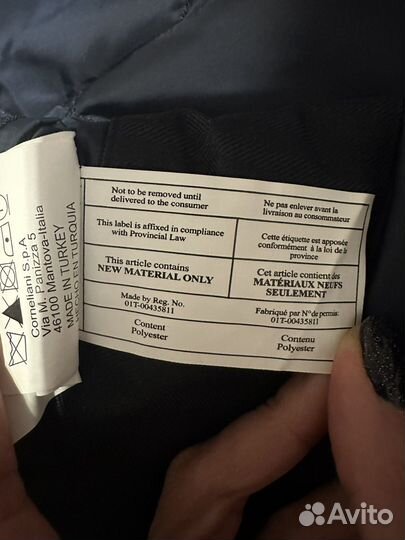 Corneliani S.p.A
Via M. Panizza 5
46100 Mantova-Italia
MADE IN TURKEY
HECHO EN TURQUIA
Not to be removed until
delivered to the consumer
Ne pas enlever avant la
livraison au consommateur
This label is affixed in compliance
with Provincial Law
Cette étiquette est apposée
conformément à la loi de la
province
This article contains
NEW MATERIAL ONLY
Cet article contient des
MATÉRIAUX NEUFS
SEULEMENT
Made by Reg. No.
01T-00435811
Fabriqué par N° de permis:
01T-00435811
Content
Polyester
Contenu
Polyester
Avito